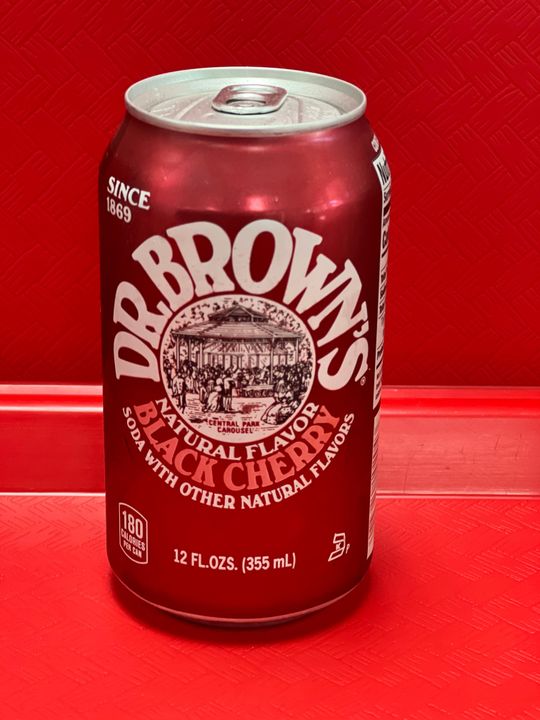 SINCE
1869
DR. BROWN'S®
CENTRAL PARK
CAROUSEL
NATURAL FLAVOR
BLACK CHERRY
SODA WITH OTHER NATURAL FLAVORS
180
CALORIES
PER CAN
12 FL.OZS. (355 mL)